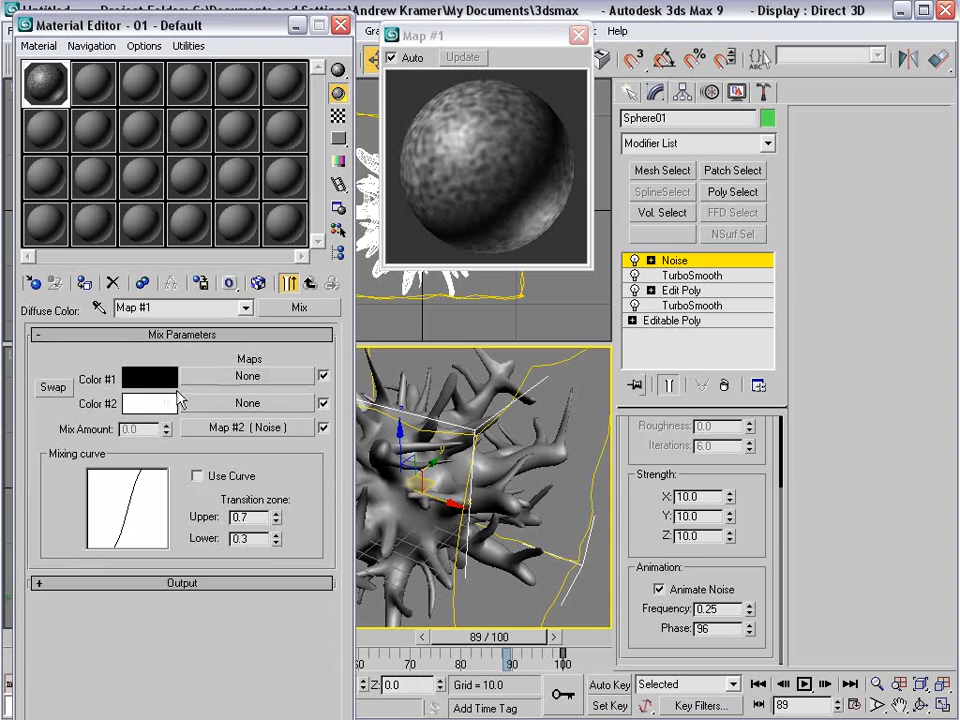 Untitled - Project Folder: C:\Documents and Settings\Andrew Kramer\My Documents\3dsmax - Autodesk 3ds Max 9 - Display : Direct 3D
Material Editor - 01 - Default
Material Navigation Options Utilities
Help
Map #1
Auto Update
Sphere01
Modifier List
Mesh Select Patch Select
SplineSelect Poly Select
Vol. Select FFD Select
NSurf Sel
Noise
TurboSmooth
Edit Poly
TurboSmooth
Editable Poly
Diffuse Color: Map #1 Mix
- Mix Parameters
Maps
Swap Color #1 None
Color #2 None
Mix Amount: 0.0 Map #2 ( Noise )
Mixing curve
Use Curve
Transition zone:
Upper: 0.7
Lower: 0.3
+ Output
Roughness: 0.0
Iterations: 6.0
Strength:
X: 10.0
Y: 10.0
Z: 10.0
Animation:
Animate Noise
Frequency: 0.25
Phase: 96
< 89 / 100 >
70 80 90 100
Z: 0.0 Grid = 10.0 Auto Key Selected
Add Time Tag Set Key Key Filters... 89